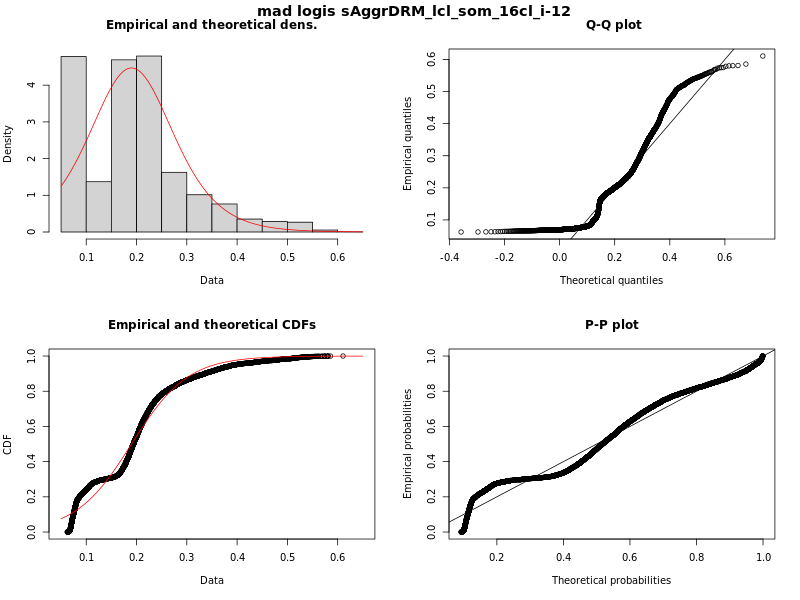 mad logis sAggrDRM_lcl_som_16cl_i-12
Empirical and theoretical dens.
Density
0 1 2 3 4
0.1 0.2 0.3 0.4 0.5 0.6
Data
Q-Q plot
Empirical quantiles
0.1 0.2 0.3 0.4 0.5 0.6
-0.4 -0.2 0.0 0.2 0.4 0.6
Theoretical quantiles
Empirical and theoretical CDFs
CDF
0.0 0.2 0.4 0.6 0.8 1.0
0.1 0.2 0.3 0.4 0.5 0.6
Data
P-P plot
Empirical probabilities
0.0 0.2 0.4 0.6 0.8 1.0
0.2 0.4 0.6 0.8 1.0
Theoretical probabilities